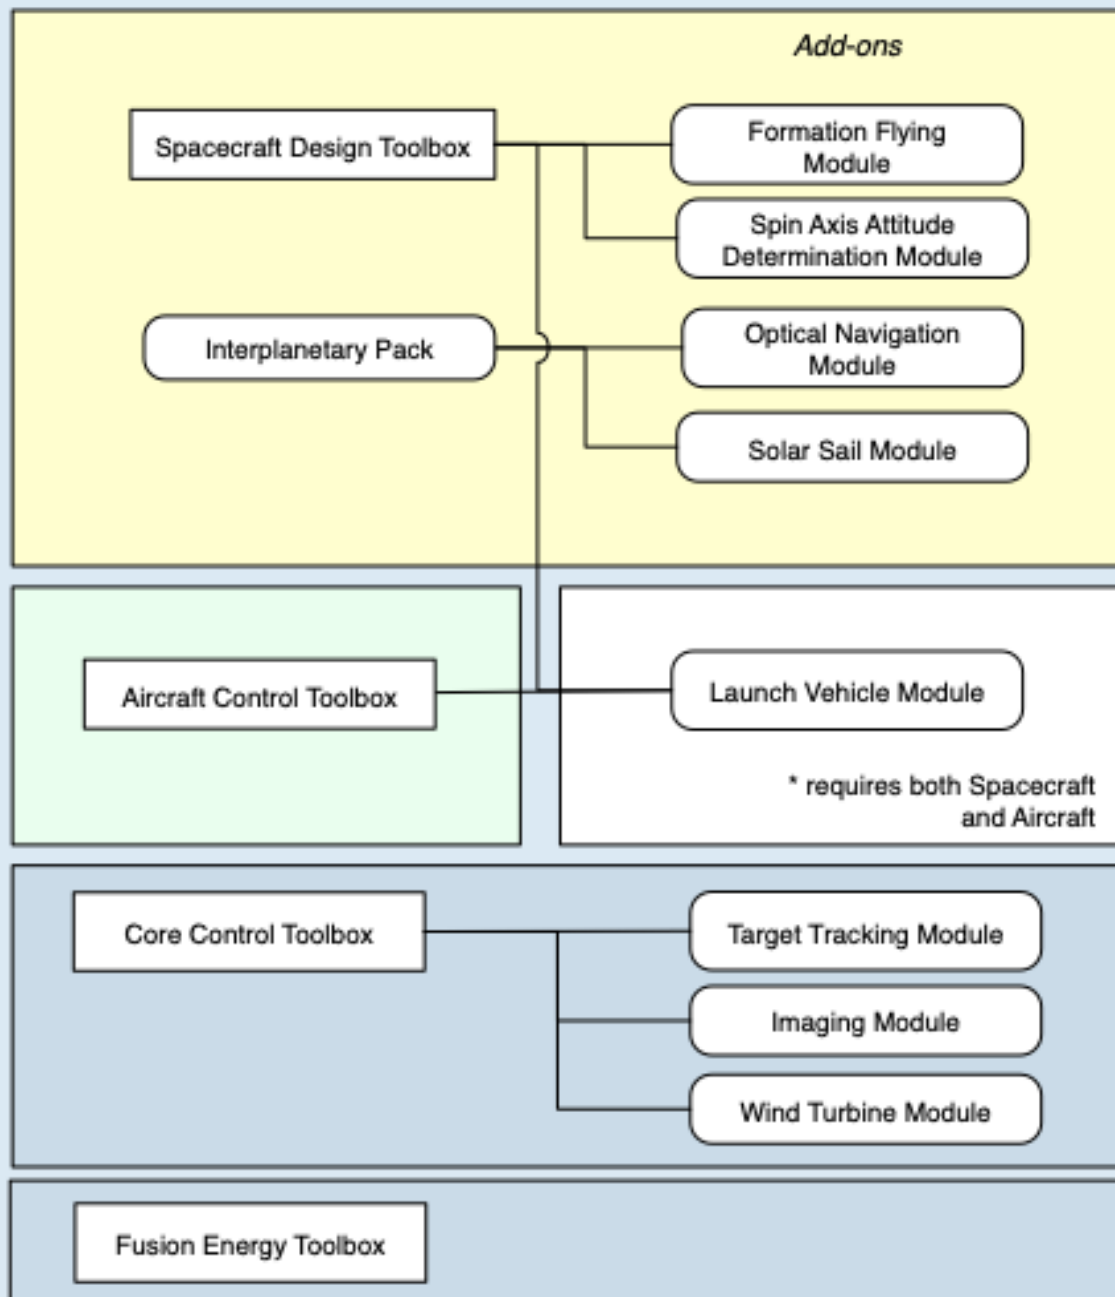 Add-ons
Spacecraft Design Toolbox
Formation Flying
Module
Spin Axis Attitude
Determination Module
Interplanetary Pack
Optical Navigation
Module
Solar Sail Module
Aircraft Control Toolbox
Launch Vehicle Module
* requires both Spacecraft
and Aircraft
Core Control Toolbox
Target Tracking Module
Imaging Module
Wind Turbine Module
Fusion Energy Toolbox